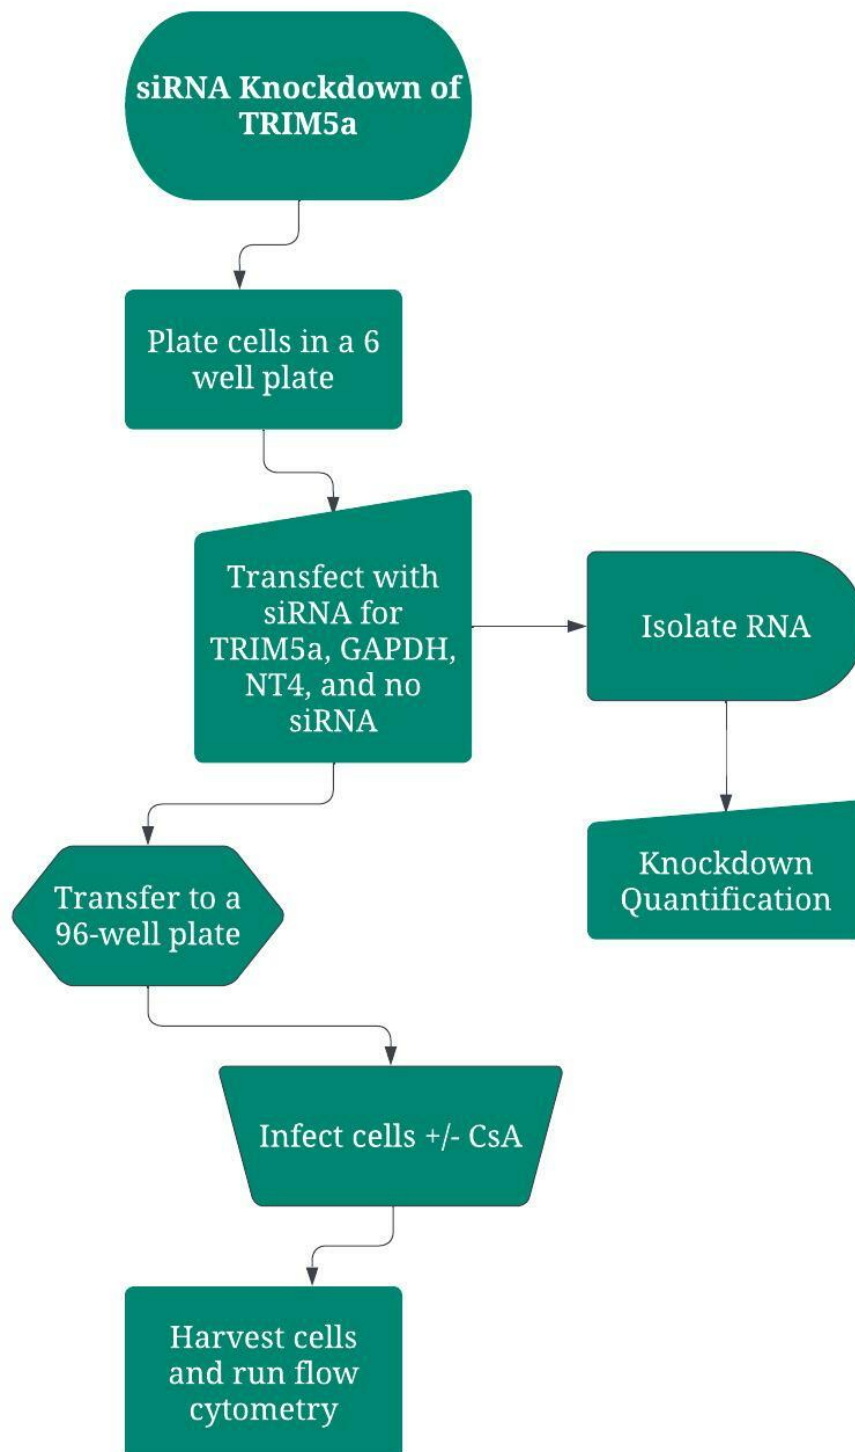 siRNA Knockdown of
TRIM5a
Plate cells in a 6
well plate
Transfect with
siRNA for
TRIM5a, GAPDH,
NT4, and no
siRNA
Isolate RNA
Knockdown
Quantification
Transfer to a
96-well plate
Infect cells +/- CsA
Harvest cells
and run flow
cytometry